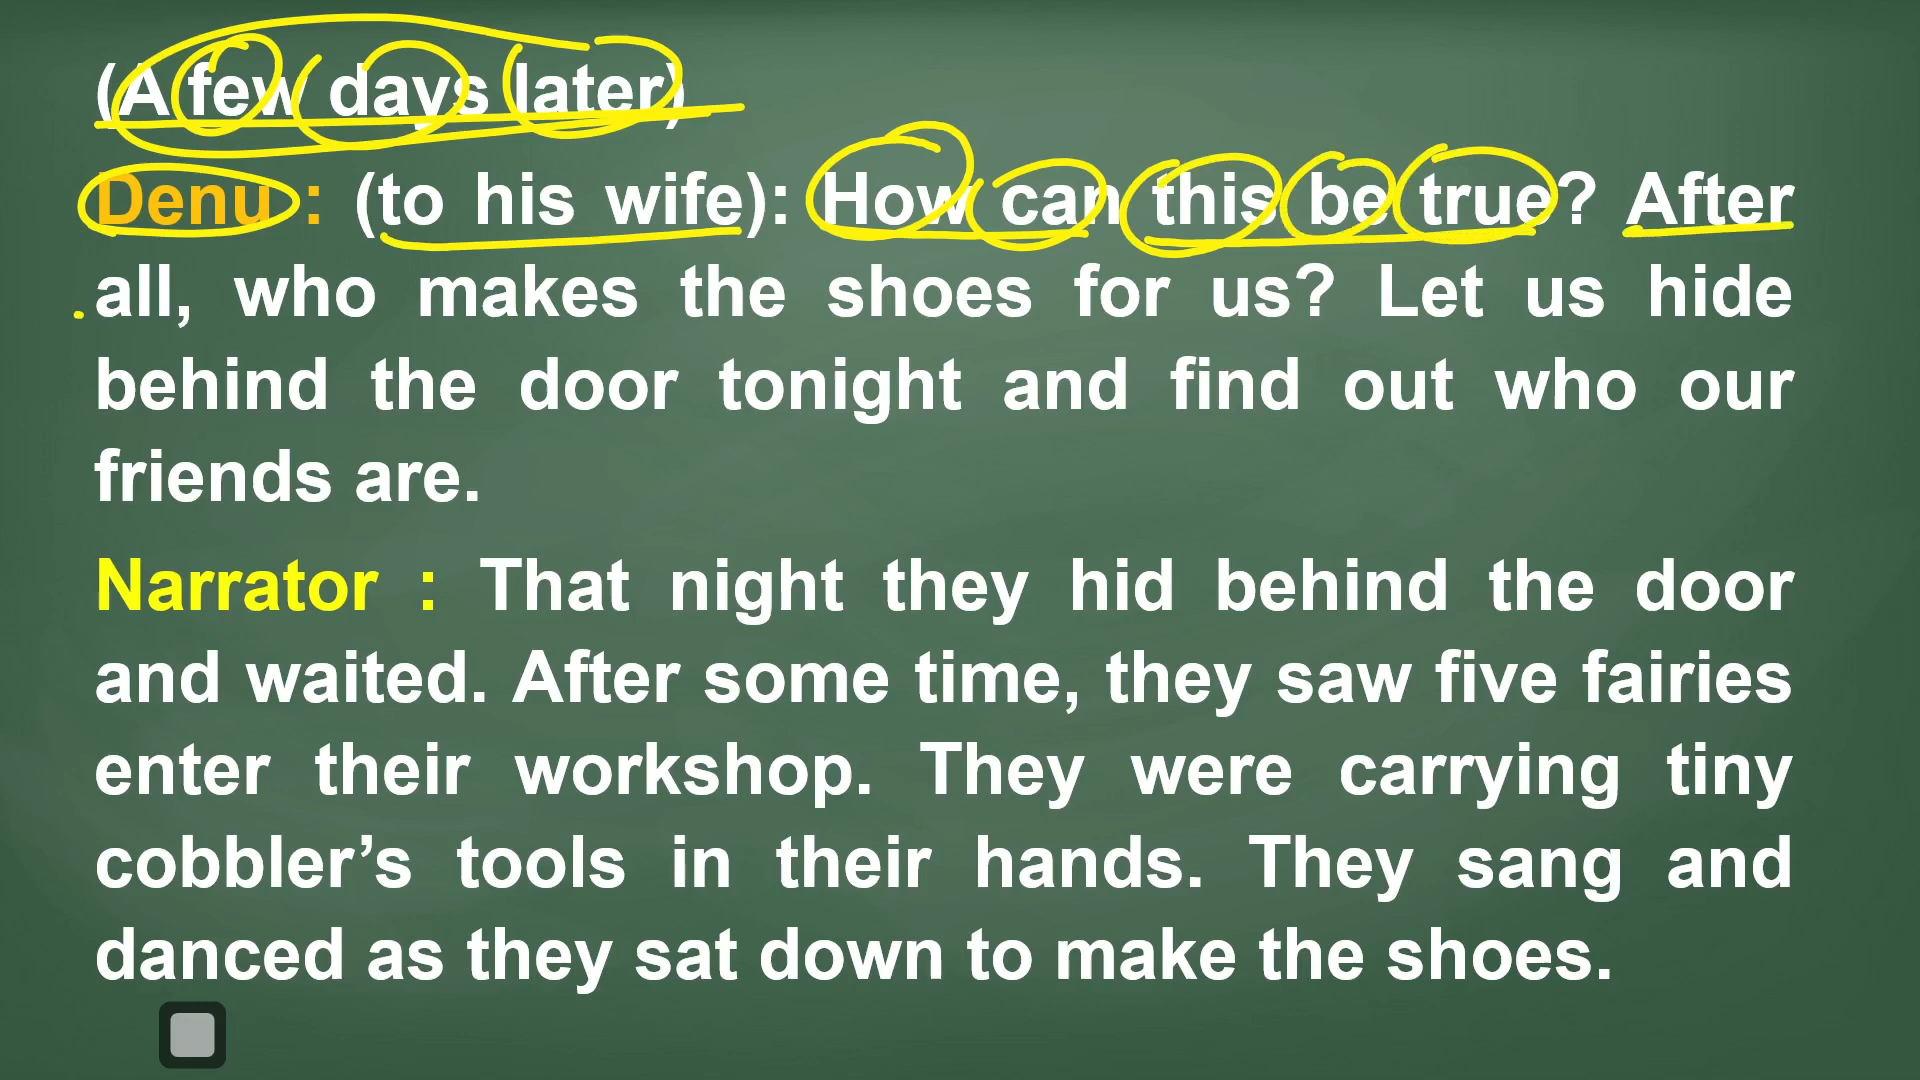 (A few days later)
Denu : (to his wife): How can this be true? After
all, who makes the shoes for us? Let us hide
behind the door tonight and find out who our
friends are.
Narrator : That night they hid behind the door
and waited. After some time, they saw five fairies
enter their workshop. They were carrying tiny
cobbler’s tools in their hands. They sang and
danced as they sat down to make the shoes.